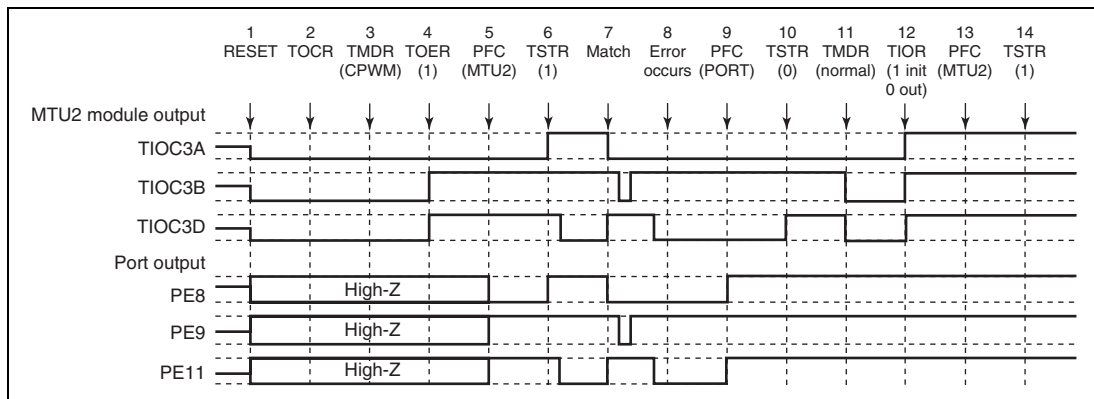 1 2 3 4 5 6 7 8 9 10 11 12 13 14
RESET TOCR TMDR TOER PFC TSTR Match Error PFC TSTR TMDR TIOR PFC TSTR
(CPWM) (1) (MTU2) (1) occurs (PORT) (0) (normal) (1 init (MTU2) (1)
0 out)
MTU2 module output
TIOC3A
TIOC3B
TIOC3D
Port output
PE8 High-Z
PE9 High-Z
PE11 High-Z